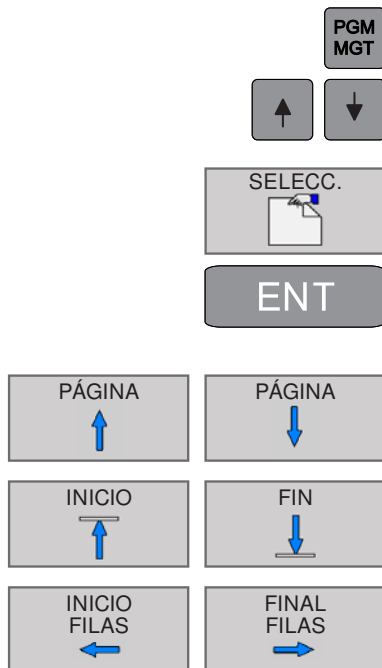 PGM
MGT
SELECC.
ENT
PÁGINA
PÁGINA
INICIO
FIN
INICIO
FILAS
FINAL
FILAS